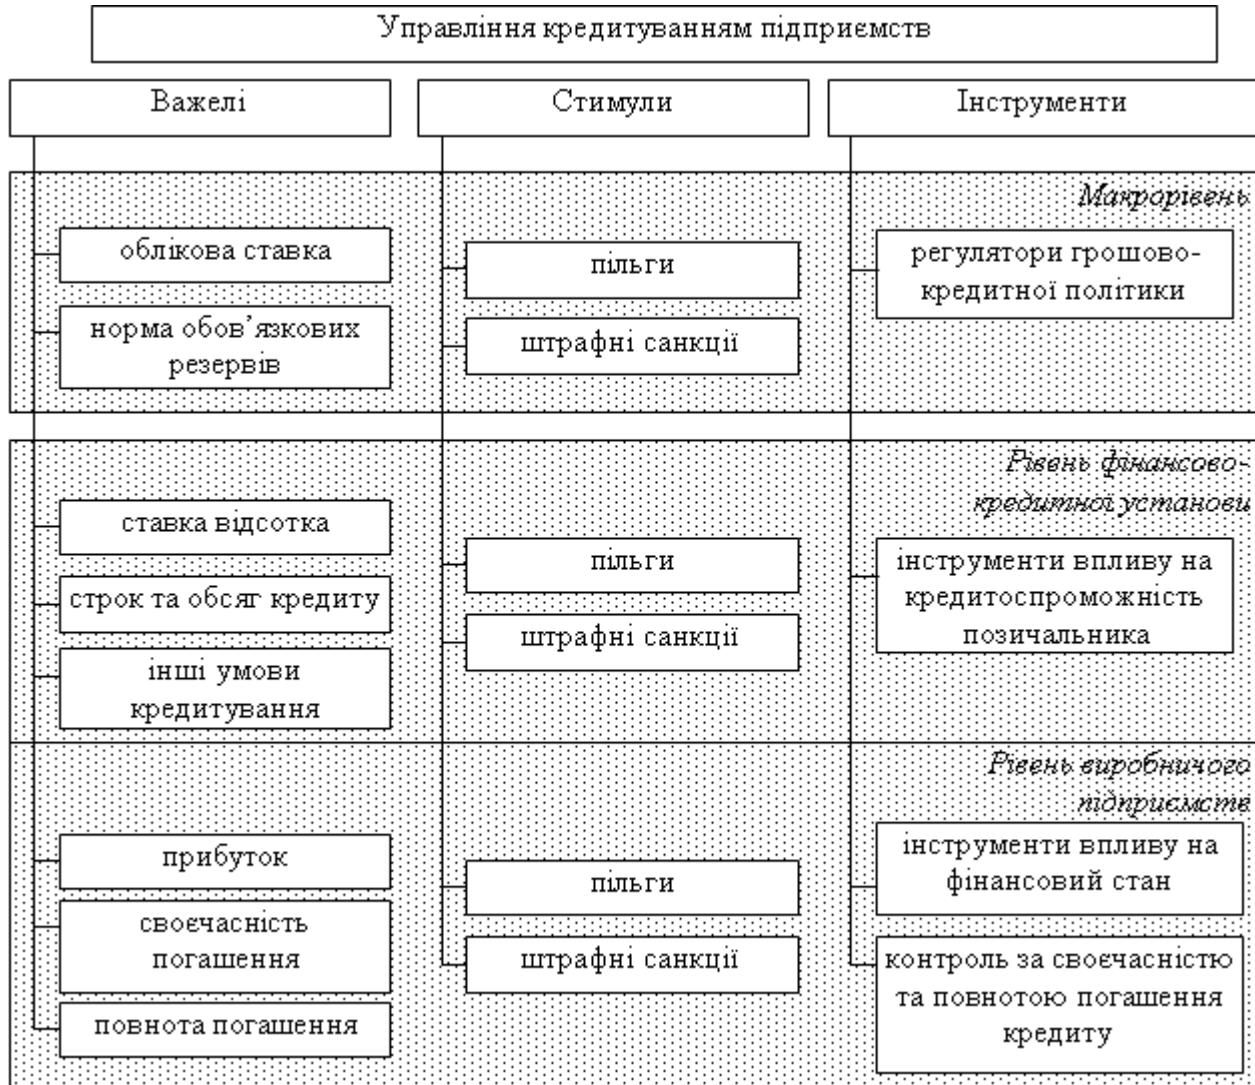 Управління кредитуванням підприємств
Важелі
Стимули
Інструменти
Макрорівень
облікова ставка
норма обов’язкових
резервів
пільги
штрафні санкції
регулятори грошово-
кредитної політики
Рівень фінансово-
кредитної установи
ставка відсотка
строк та обсяг кредиту
інші умови
кредитування
пільги
штрафні санкції
інструменти впливу на
кредитоспроможність
позичальника
Рівень виробничого
підприємств
прибуток
своєчасність
погашення
повнота погашення
пільги
штрафні санкції
інструменти впливу на
фінансовий стан
контроль за своєчасністю
та повнотою погашення
кредиту